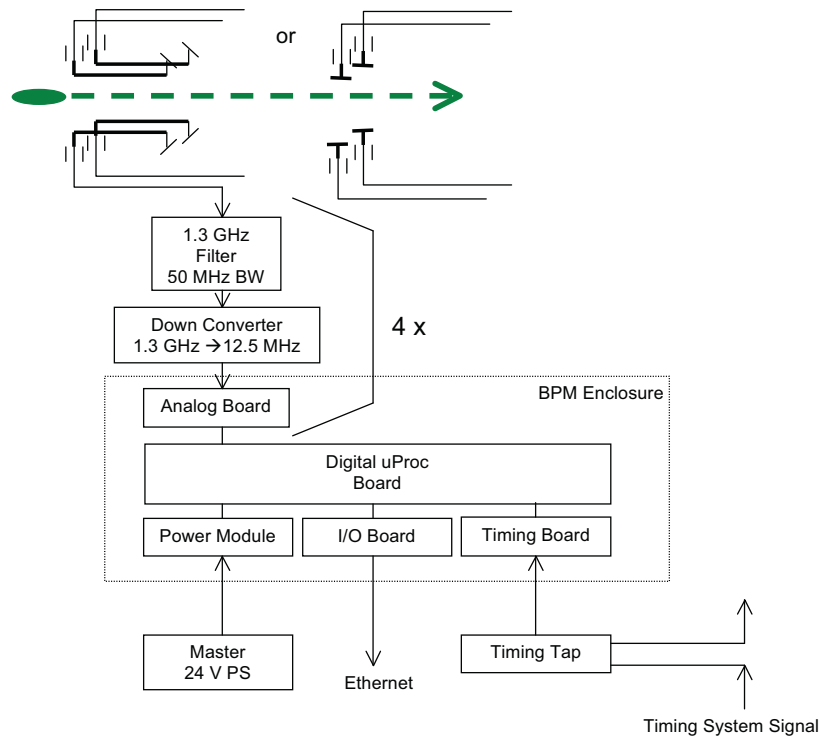 or
1.3 GHz
Filter
50 MHz BW
Down Converter
1.3 GHz →12.5 MHz
4 x
BPM Enclosure
Analog Board
Digital uProc
Board
Power Module
I/O Board
Timing Board
Master
24 V PS
Ethernet
Timing Tap
Timing System Signal